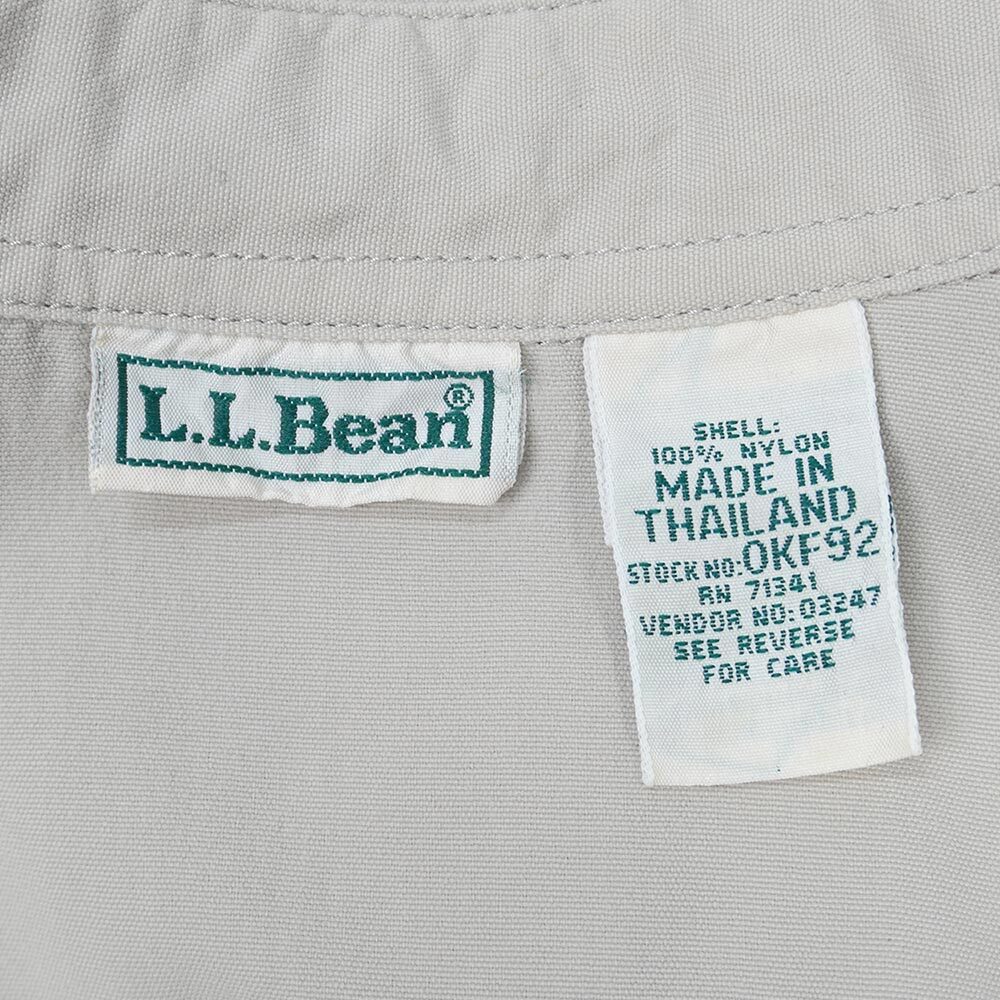 L.L.Bean®
SHELL:
100% NYLON
MADE IN
THAILAND
STOCK NO:0KF92
RN 71341
VENDOR NO: 03247
SEE REVERSE
FOR CARE